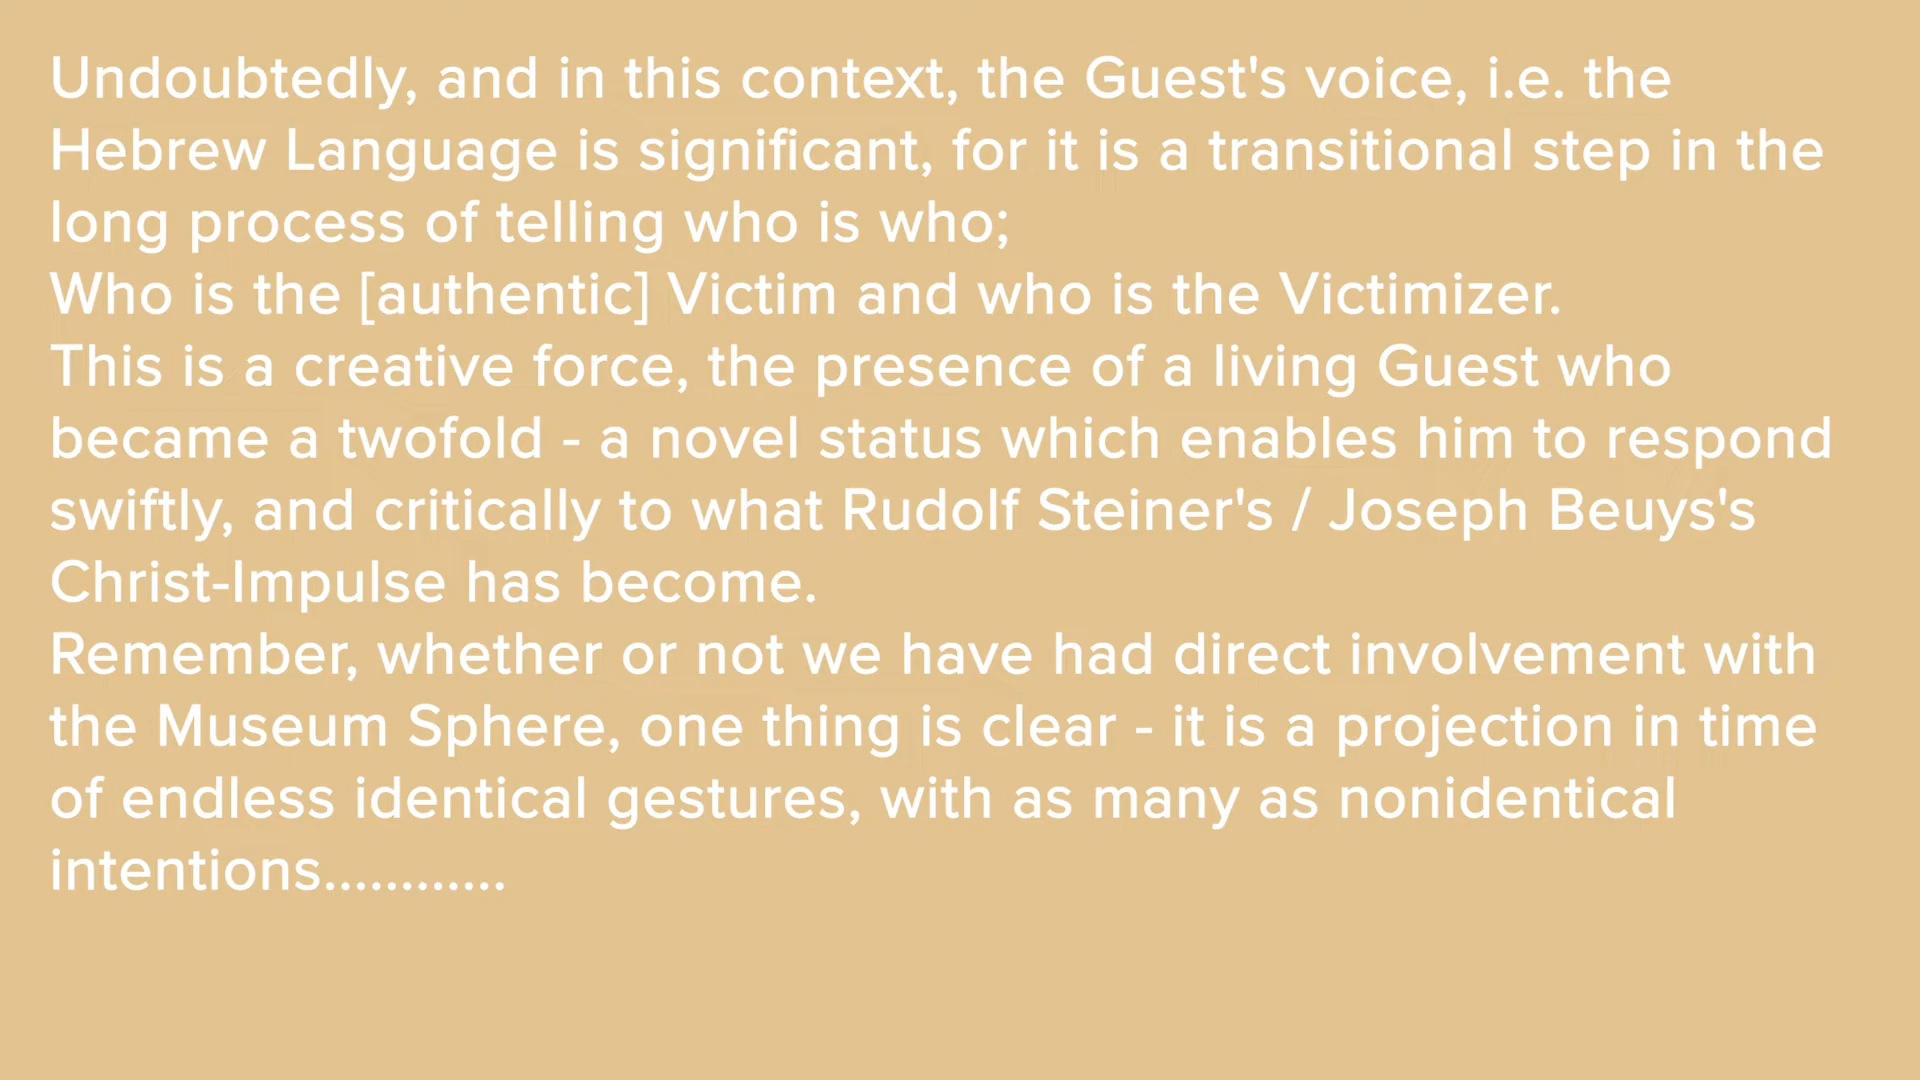 Undoubtedly, and in this context, the Guest's voice, i.e. the
Hebrew Language is significant, for it is a transitional step in the
long process of telling who is who;
Who is the [authentic] Victim and who is the Victimizer.
This is a creative force, the presence of a living Guest who
became a twofold - a novel status which enables him to respond
swiftly, and critically to what Rudolf Steiner's / Joseph Beuys's
Christ-Impulse has become.
Remember, whether or not we have had direct involvement with
the Museum Sphere, one thing is clear - it is a projection in time
of endless identical gestures, with as many as nonidentical
intentions............